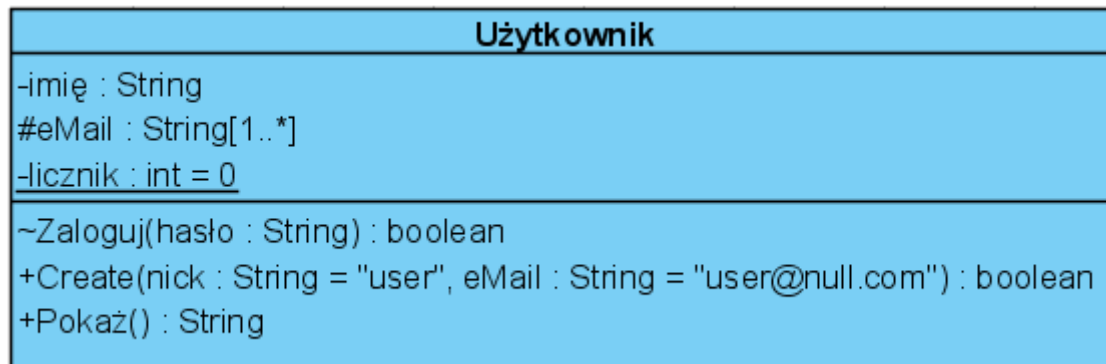 Użytkownik
-imię : String
#eMail : String[1..*]
-licznik : int = 0
~Zaloguj(hasło : String) : boolean
+Create(nick : String = "user", eMail : String = "user@null.com") : boolean
+Pokaż() : String